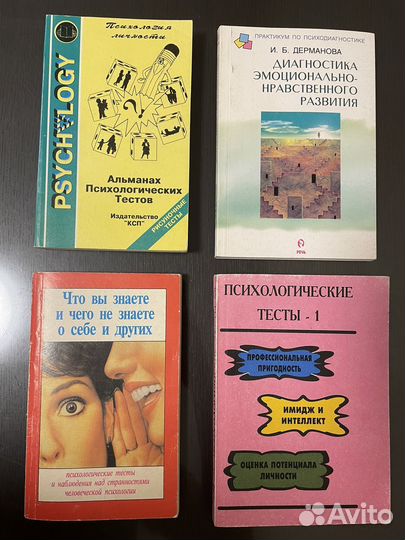 PSYCHOLOGY
Психология
личности
Альманах
Психологических
Тестов
Издательство
"КСП"
РИСУНОЧНЫЕ
ТЕСТЫ
ПРАКТИКУМ ПО ПСИХОДИАГНОСТИКЕ
И. Б. ДЕРМАНОВА
ДИАГНОСТИКА
ЭМОЦИОНАЛЬНО-
НРАВСТВЕННОГО
РАЗВИТИЯ
РЕЧЬ
Что вы знаете
и чего не знаете
о себе и других
психологические тесты
и наблюдения над странностями
человеческой психологии
ПСИХОЛОГИЧЕСКИЕ
ТЕСТЫ - 1
ПРОФЕССИОНАЛЬНАЯ
ПРИГОДНОСТЬ
ИМИДЖ И
ИНТЕЛЛЕКТ
ОЦЕНКА ПОТЕНЦИАЛА
ЛИЧНОСТИ
Avito